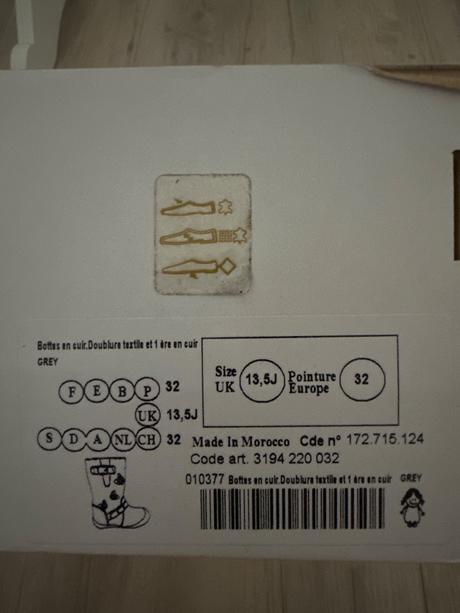 Bottes en cuir.Doublure textile et 1 ère en cuir
GREY
F E B P 32
UK 13,5J
S D A NL CH 32
Size UK 13,5J Pointure Europe 32
Made In Morocco Cde n° 172.715.124
Code art. 3194 220 032
010377 Bottes en cuir.Doublure textile et 1 ère en cuir GREY